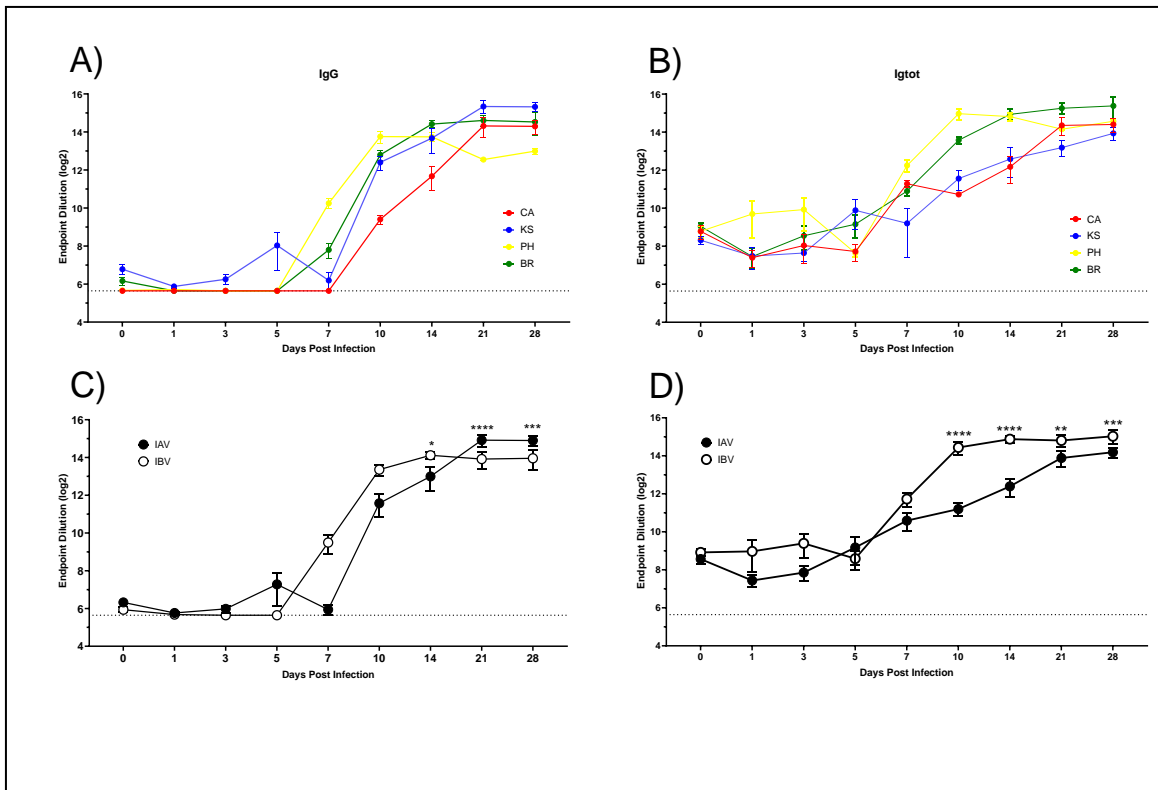 A)
IgG
Endpoint Dilution (log2)
16
14
12
10
8
6
4
CA
KS
PH
BR
0 1 3 5 7 10 14 21 28
Days Post Infection
B)
Igtot
Endpoint Dilution (log2)
16
14
12
10
8
6
4
CA
KS
PH
BR
0 1 3 5 7 10 14 21 28
Days Post Infection
C)
Endpoint Dilution (log2)
16
14
12
10
8
6
4
IAV
IBV
* **** ***
0 1 3 5 7 10 14 21 28
Days Post Infection
D)
Endpoint Dilution (log2)
16
14
12
10
8
6
4
IAV
IBV
**** **** ** ***
0 1 3 5 7 10 14 21 28
Days Post Infection